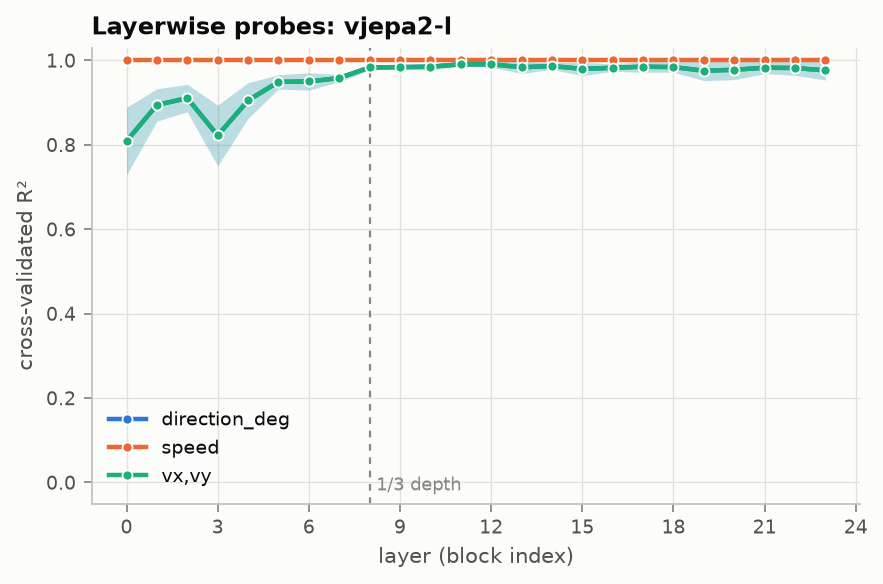 Layerwise probes: vjepa2-l
cross-validated R²
1.0
0.8
0.6
0.4
0.2
0.0
direction_deg
speed
vx,vy
1/3 depth
0 3 6 9 12 15 18 21 24
layer (block index)